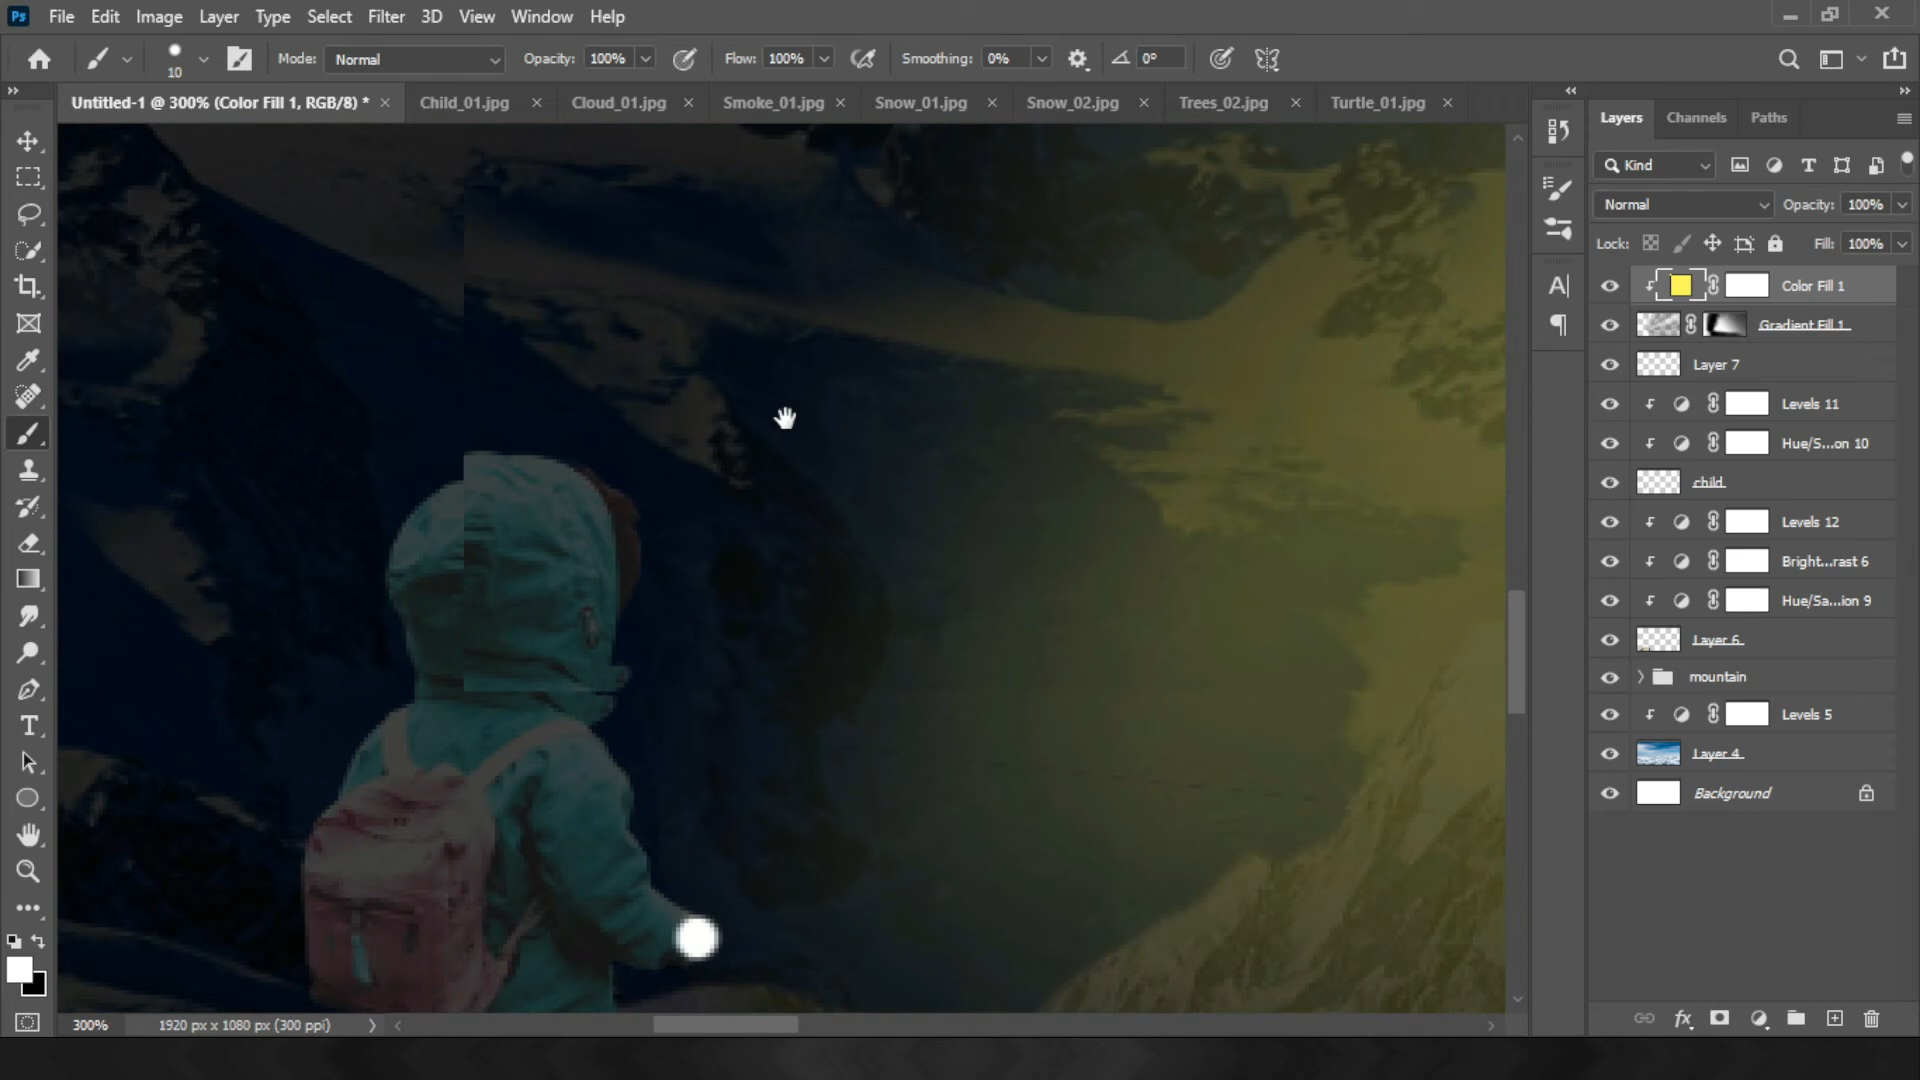 Ps File Edit Image Layer Type Select Filter 3D View Window Help
10 Mode: Normal Opacity: 100% Flow: 100% Smoothing: 0% 0°
Untitled-1 @ 300% (Color Fill 1, RGB/8) * Child_01.jpg Cloud_01.jpg Smoke_01.jpg Snow_01.jpg Snow_02.jpg Trees_02.jpg Turtle_01.jpg
Layers Channels Paths
Kind
Normal Opacity: 100%
Lock: Fill: 100%
Color Fill 1
Gradient Fill 1
Layer 7
Levels 11
Hue/S...on 10
child
Levels 12
Bright...rast 6
Hue/Sa...ion 9
Layer 6
mountain
Levels 5
Layer 4
Background
300% 1920 px x 1080 px (300 ppi)